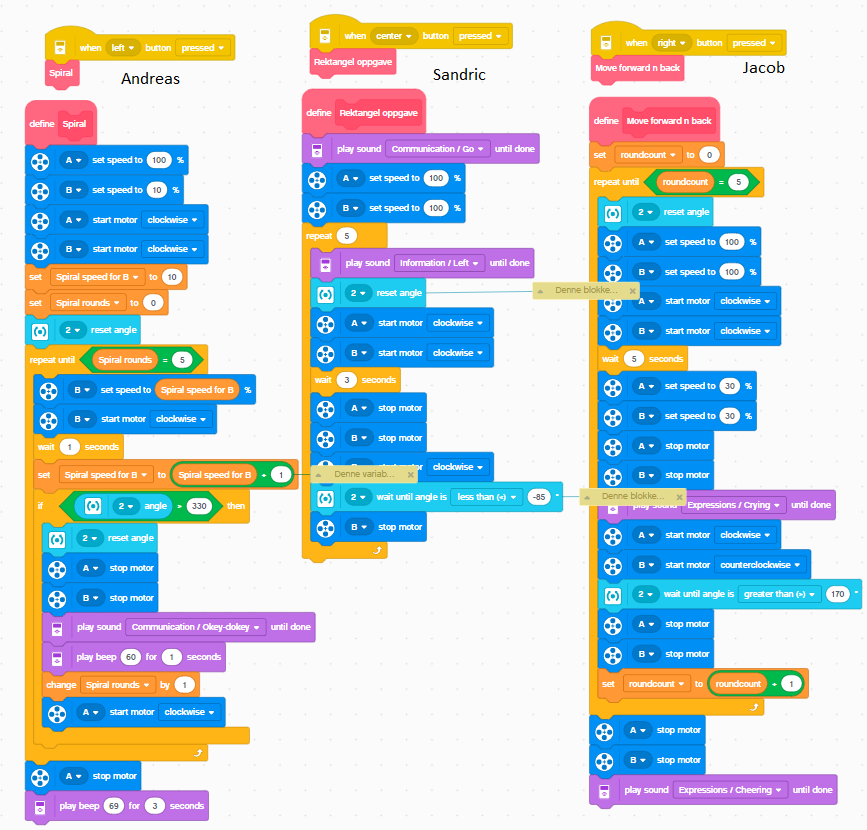 when left button pressed
Spiral
Andreas
define Spiral
A set speed to 100 %
B set speed to 10 %
A start motor clockwise
B start motor clockwise
set Spiral speed for B to 10
set Spiral rounds to 0
2 reset angle
repeat until Spiral rounds = 5
B set speed to Spiral speed for B %
B start motor clockwise
wait 1 seconds
set Spiral speed for B to Spiral speed for B + 1
if 2 angle > 330 then
2 reset angle
A stop motor
B stop motor
play sound Communication / Okey-dokey until done
play beep 60 for 1 seconds
change Spiral rounds by 1
A start motor clockwise
A stop motor
play beep 69 for 3 seconds
when center button pressed
Rektangel oppgave
Sandric
define Rektangel oppgave
play sound Communication / Go until done
A set speed to 100 %
B set speed to 100 %
repeat 5
play sound Information / Left until done
2 reset angle
Denne blokke...
A start motor clockwise
B start motor clockwise
wait 3 seconds
A stop motor
B stop motor
clockwise
Denne variab...
2 wait until angle is less than (<) -85 °
Denne blokke...
B stop motor
when right button pressed
Move forward n back
Jacob
define Move forward n back
set roundcount to 0
repeat until roundcount = 5
2 reset angle
A set speed to 100 %
B set speed to 100 %
A start motor clockwise
B start motor clockwise
wait 5 seconds
A set speed to 30 %
B set speed to 30 %
A stop motor
B stop motor
play sound Expressions / Crying until done
A start motor clockwise
B start motor counterclockwise
2 wait until angle is greater than (>) 170 °
A stop motor
B stop motor
set roundcount to roundcount + 1
A stop motor
B stop motor
play sound Expressions / Cheering until done